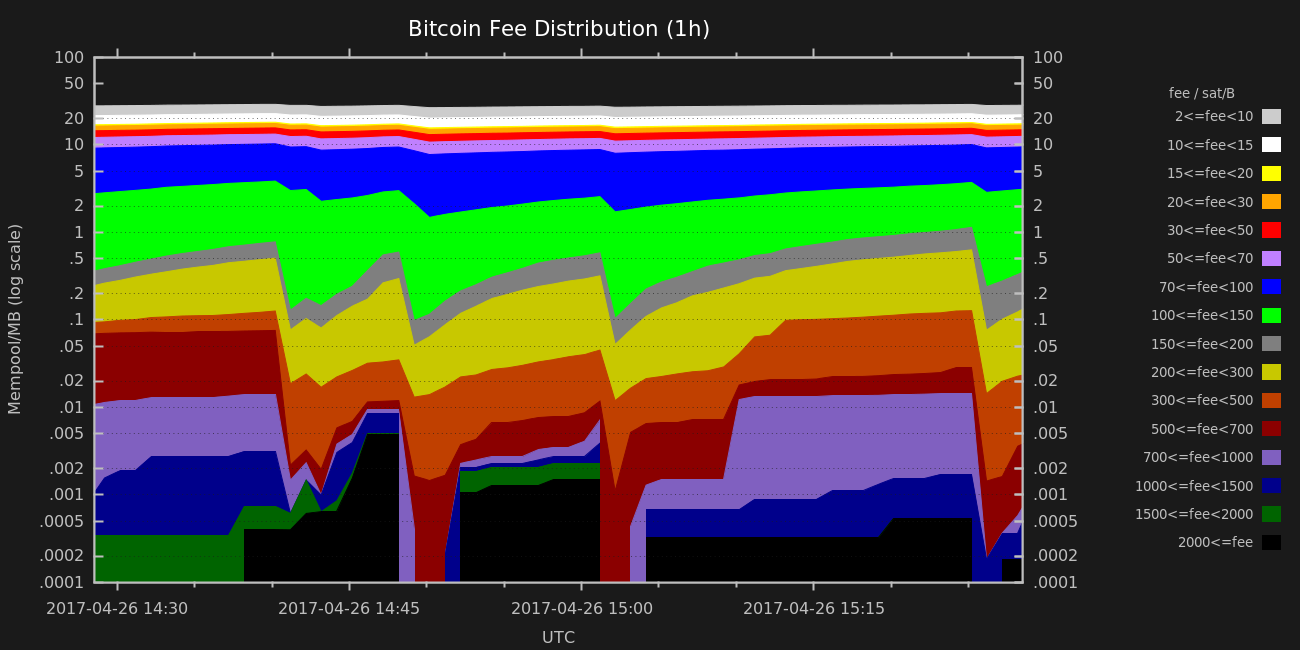 Bitcoin Fee Distribution (1h)
100 100
50 50
20 20
10 10
5 5
2 2
1 1
.5 .5
.2 .2
.1 .1
.05 .05
.02 .02
.01 .01
.005 .005
.002 .002
.001 .001
.0005 .0005
.0002 .0002
.0001 .0001
Mempool/MB (log scale)
2017-04-26 14:30 2017-04-26 14:45 2017-04-26 15:00 2017-04-26 15:15
UTC
fee / sat/B
2<=fee<10
10<=fee<15
15<=fee<20
20<=fee<30
30<=fee<50
50<=fee<70
70<=fee<100
100<=fee<150
150<=fee<200
200<=fee<300
300<=fee<500
500<=fee<700
700<=fee<1000
1000<=fee<1500
1500<=fee<2000
2000<=fee